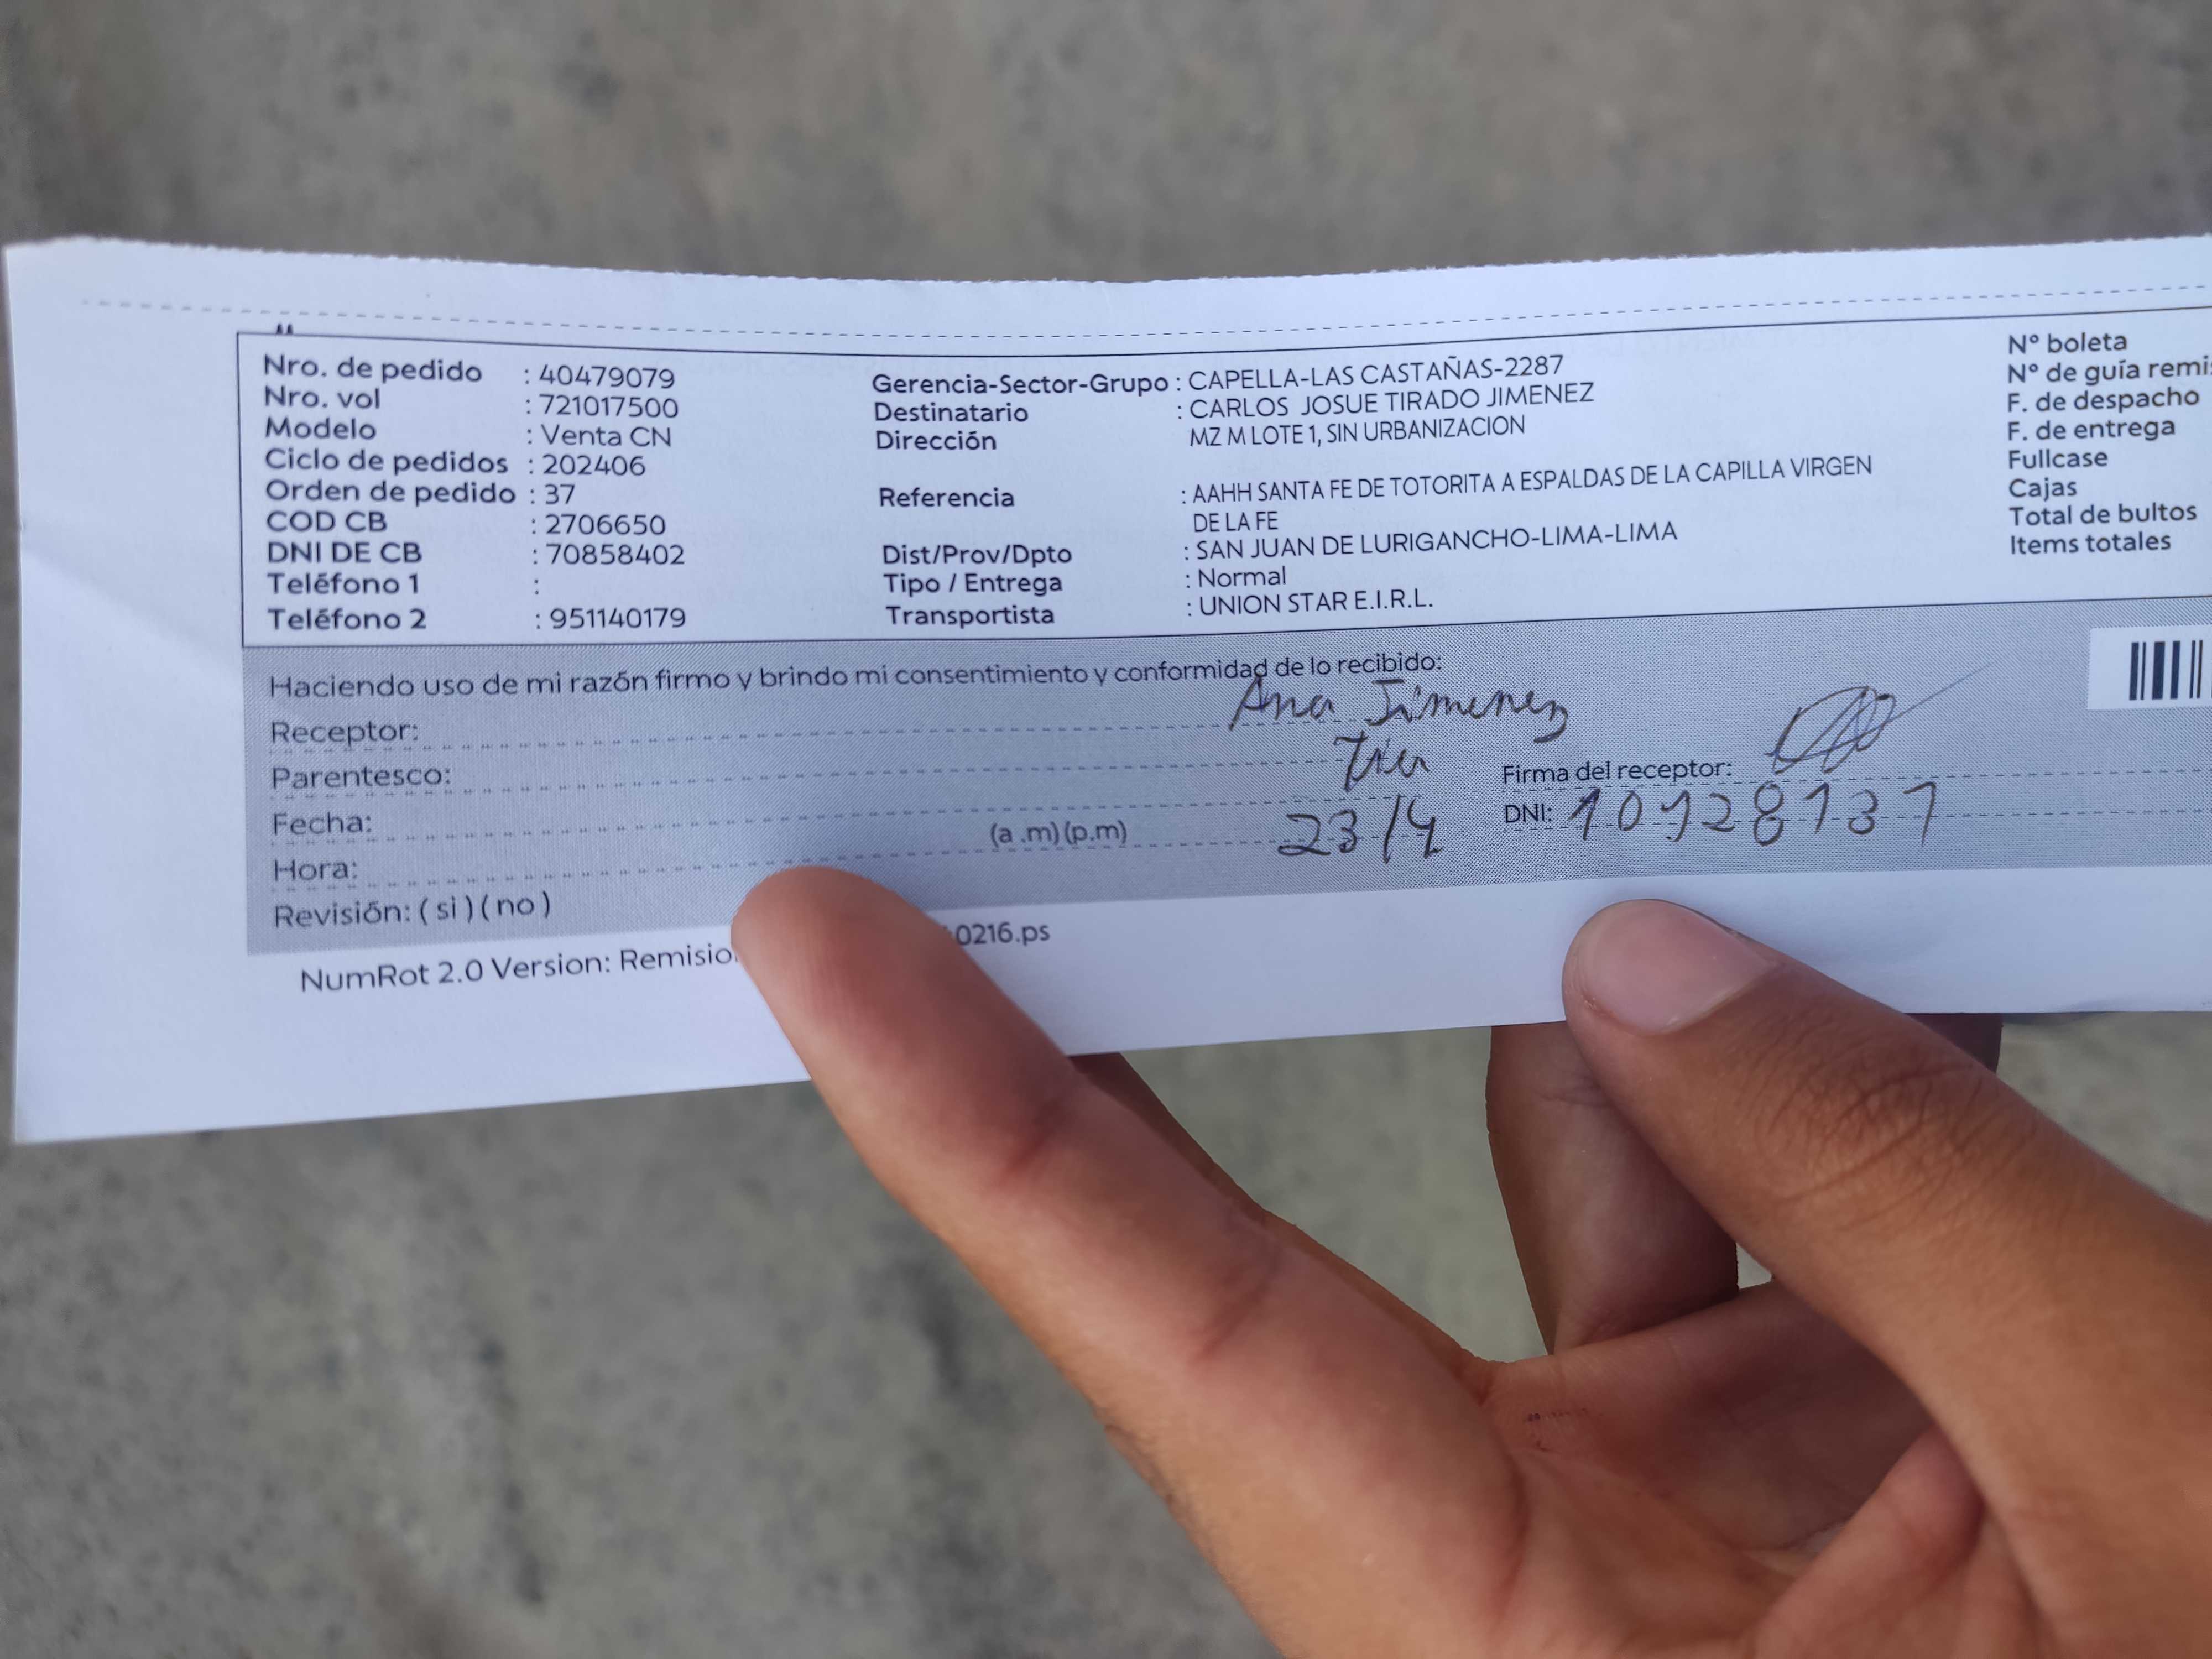 Nro. de pedido : 40479079
Nro. vol : 721017500
Modelo : Venta CN
Ciclo de pedidos : 202406
Orden de pedido : 37
COD CB : 2706650
DNI DE CB : 70858402
Teléfono 1 :
Teléfono 2 : 951140179
Gerencia-Sector-Grupo : CAPELLA-LAS CASTAÑAS-2287
Destinatario : CARLOS JOSUE TIRADO JIMENEZ
Dirección MZ M LOTE 1, SIN URBANIZACION
Referencia : AAHH SANTA FE DE TOTORITA A ESPALDAS DE LA CAPILLA VIRGEN
DE LA FE
Dist/Prov/Dpto : SAN JUAN DE LURIGANCHO-LIMA-LIMA
Tipo / Entrega : Normal
Transportista : UNION STAR E.I.R.L.
N° boleta
N° de guía remi
F. de despacho
F. de entrega
Fullcase
Cajas
Total de bultos
Items totales
Haciendo uso de mi razón firmo y brindo mi consentimiento y conformidad de lo recibido:
Receptor: Ana Jimenez
Parentesco:
Fecha: 23/4
Hora: (a .m) (p.m)
Revisión: ( si ) ( no )
Firma del receptor:
DNI:
NumRot 2.0 Version: Remisio 0216.ps